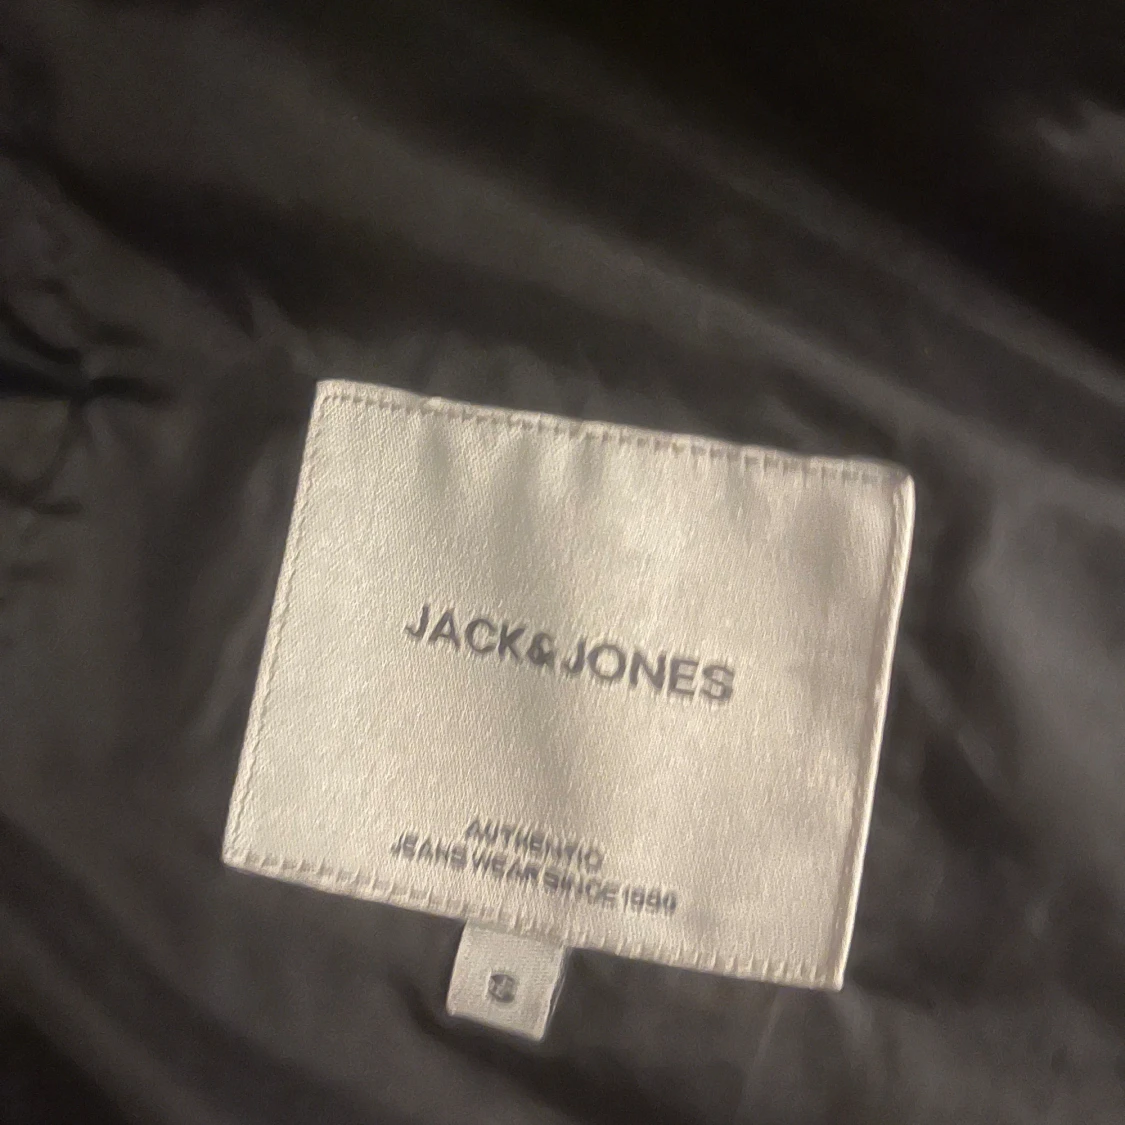 JACK&JONES
AUTHENTIC
JEANS WEAR SINCE 1990
S